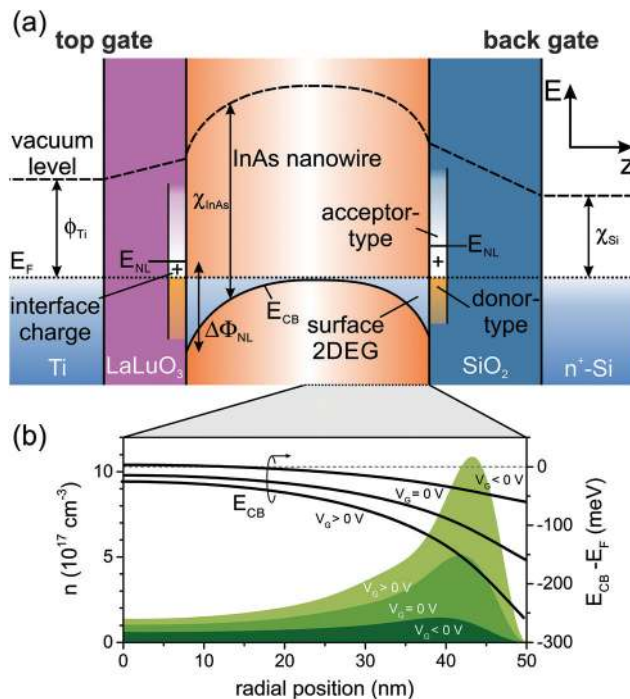 (a)
top gate
back gate
vacuum
level
E
z
InAs nanowire
χInAs
ϕTi
acceptor-
type
χSi
EF
ENL
+
ENL
+
interface
charge
ECB
donor-
type
ΔΦNL
surface
2DEG
Ti
LaLuO3
SiO2
n+-Si
(b)
10
5
0
n (10^17 cm^-3)
ECB
VG<0 V
VG=0 V
VG>0 V
VG>0 V
VG=0 V
VG<0 V
0
-100
-200
-300
ECB -EF (meV)
0 10 20 30 40 50
radial position (nm)